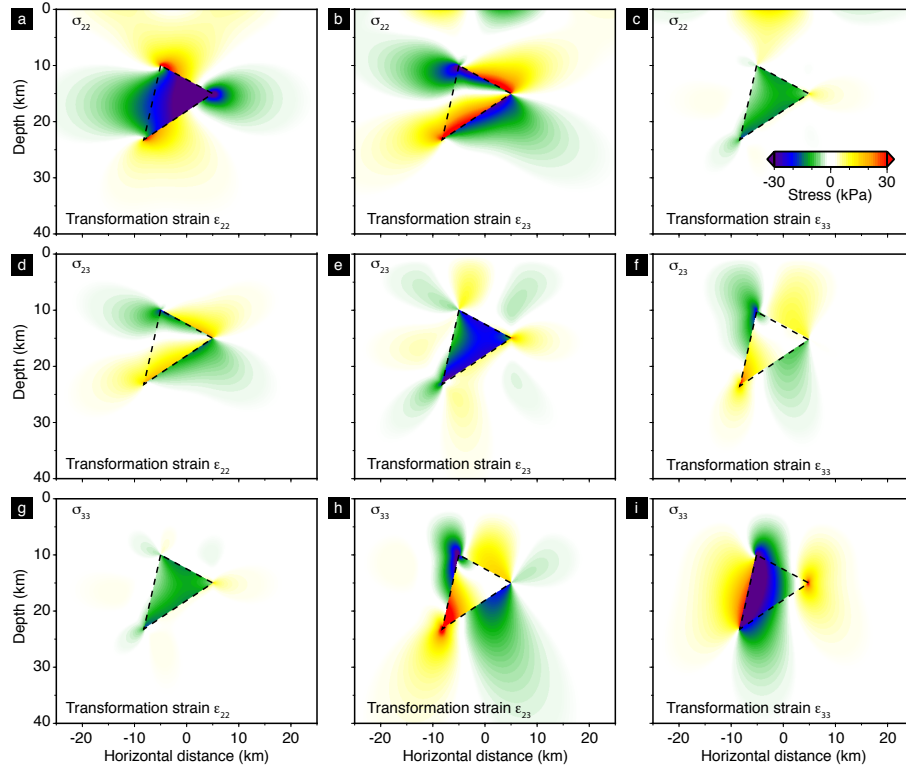 a σ22 b σ22 c σ22
0
10
20
30
40
Depth (km)
-30 0 30
Stress (kPa)
Transformation strain ε22 Transformation strain ε23 Transformation strain ε33
d σ23 e σ23 f σ23
0
10
20
30
40
Depth (km)
Transformation strain ε22 Transformation strain ε23 Transformation strain ε33
g σ33 h σ33 i σ33
0
10
20
30
40
Depth (km)
Transformation strain ε22 Transformation strain ε23 Transformation strain ε33
-20 -10 0 10 20 -20 -10 0 10 20 -20 -10 0 10 20
Horizontal distance (km) Horizontal distance (km) Horizontal distance (km)